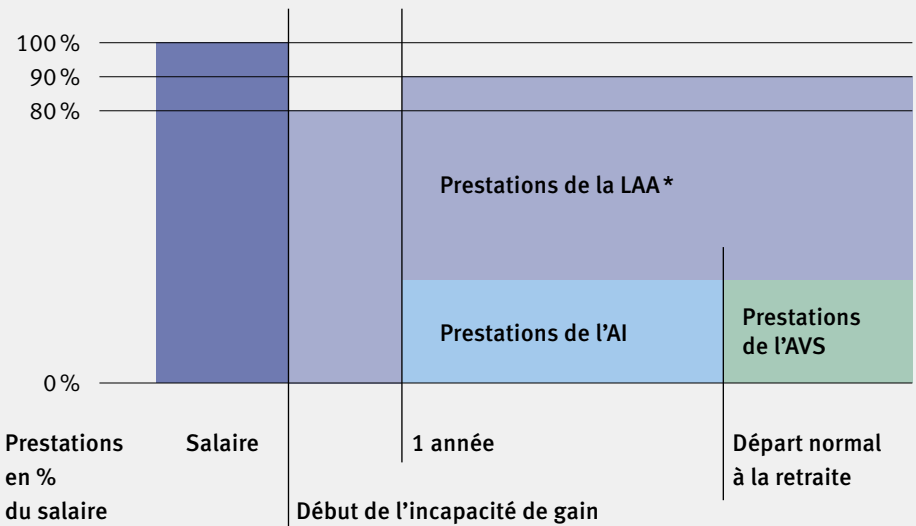 100 %
90 %
80 %
Prestations de la LAA*
Prestations de l’AI
Prestations
de l’AVS
0 %
Prestations
en %
du salaire
Salaire
1 année
Départ normal
à la retraite
Début de l’incapacité de gain